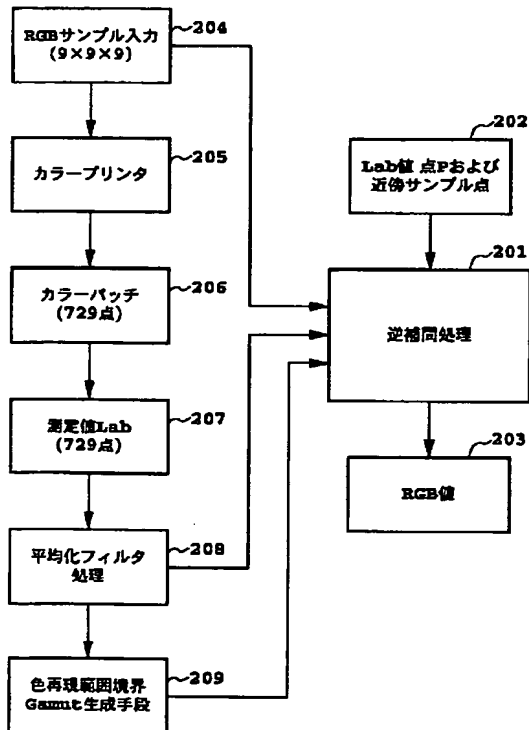 RGBサンプル入力
(9×9×9)
204
カラープリンタ
205
カラーパッチ
(729点)
206
測定値Lab
(729点)
207
平均化フィルタ
処理
208
色再現範囲境界
Gamut生成手段
209
202
Lab値 点Pおよび
近傍サンプル点
201
逆補間処理
203
RGB値